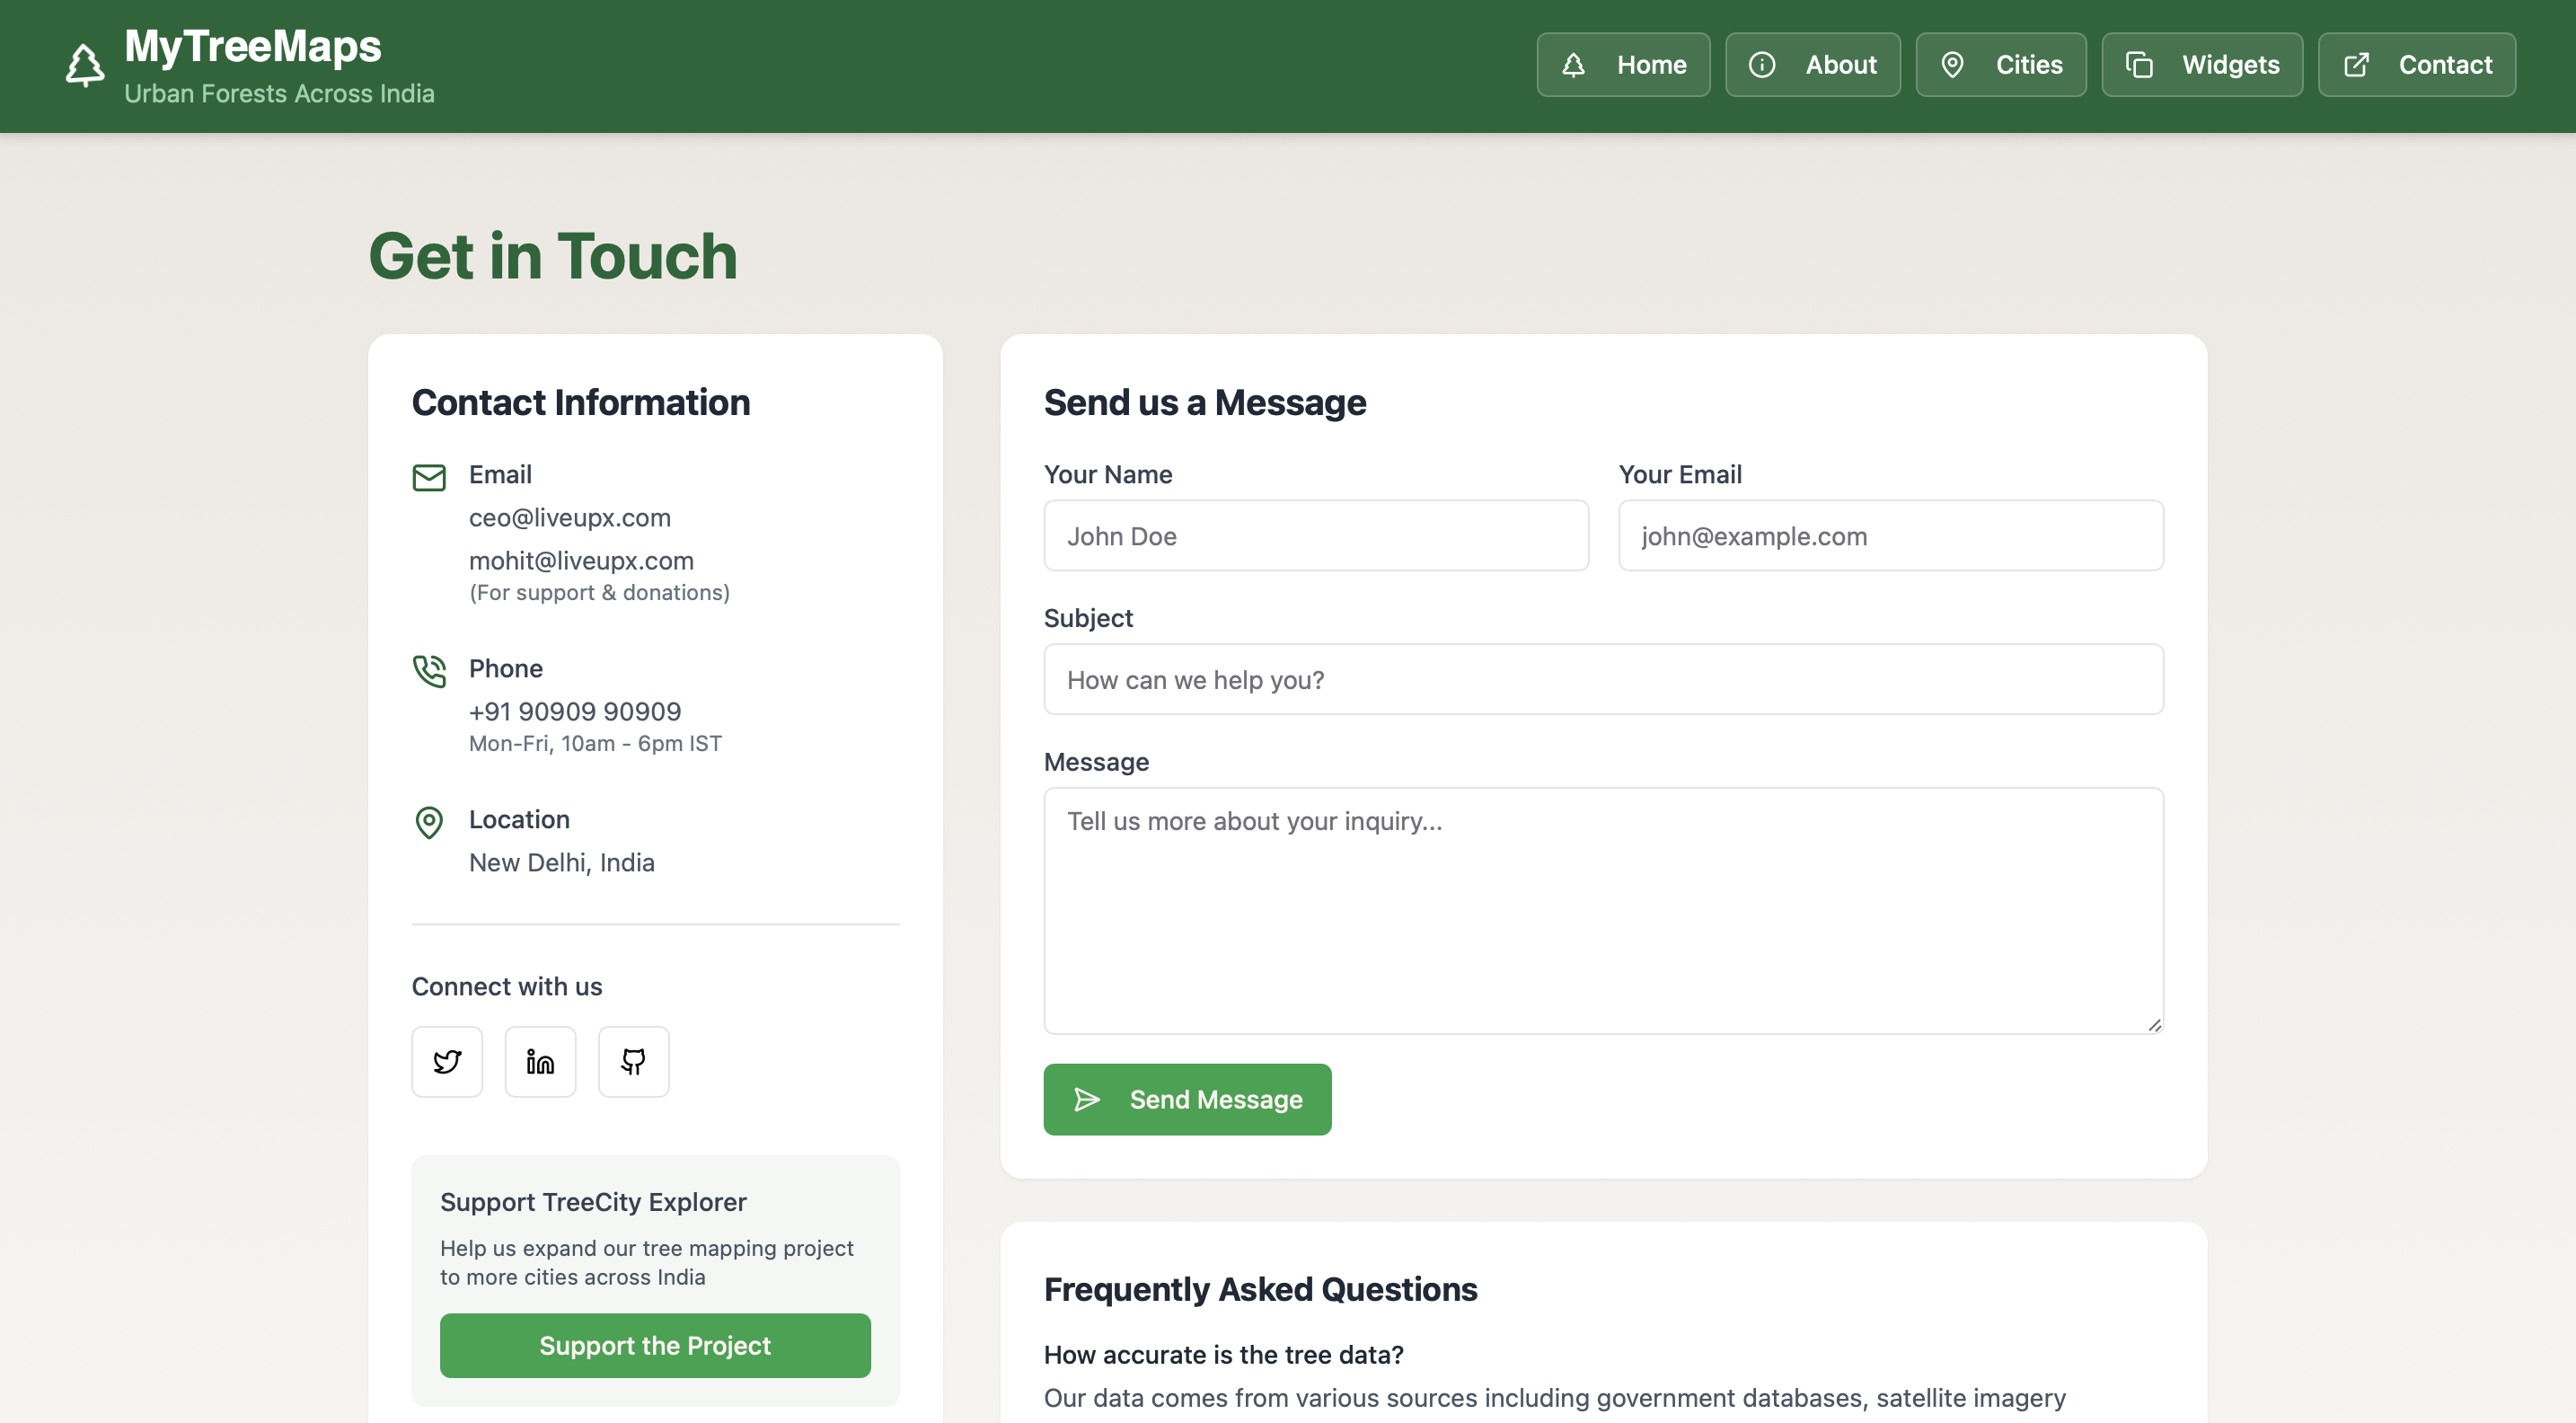 MyTreeMaps
Urban Forests Across India
Home
About
Cities
Widgets
Contact
Get in Touch
Contact Information
Email
ceo@liveupx.com
mohit@liveupx.com
(For support & donations)
Phone
+91 90909 90909
Mon-Fri, 10am - 6pm IST
Location
New Delhi, India
Connect with us
Support TreeCity Explorer
Help us expand our tree mapping project
to more cities across India
Support the Project
Send us a Message
Your Name
Your Email
John Doe
john@example.com
Subject
How can we help you?
Message
Tell us more about your inquiry...
Send Message
Frequently Asked Questions
How accurate is the tree data?
Our data comes from various sources including government databases, satellite imagery